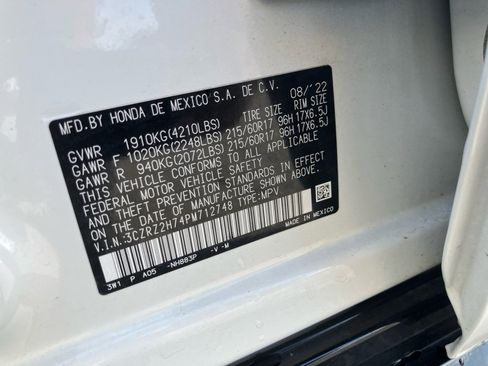 MFD.BY HONDA DE MEXICO S.A. DE C.V. 08/'22
GVWR 1910KG(4210LBS) TIRE SIZE RIM SIZE
GAWR F 1020KG(2248LBS) 215/60R17 96H 17X6.5J
GAWR R 940KG(2072LBS) 215/60R17 96H 17X6.5J
THIS VEHICLE CONFORMS TO ALL APPLICABLE
FEDERAL MOTOR VEHICLE SAFETY STANDARDS IN EFFECT
ON THE DATE OF MANUFACTURE SHOWN ABOVE.
V.I.N.:3CZRZ2H74PM712748 TYPE:MPV
MADE IN MEXICO
3W1 P A05 -NH883P -V-M